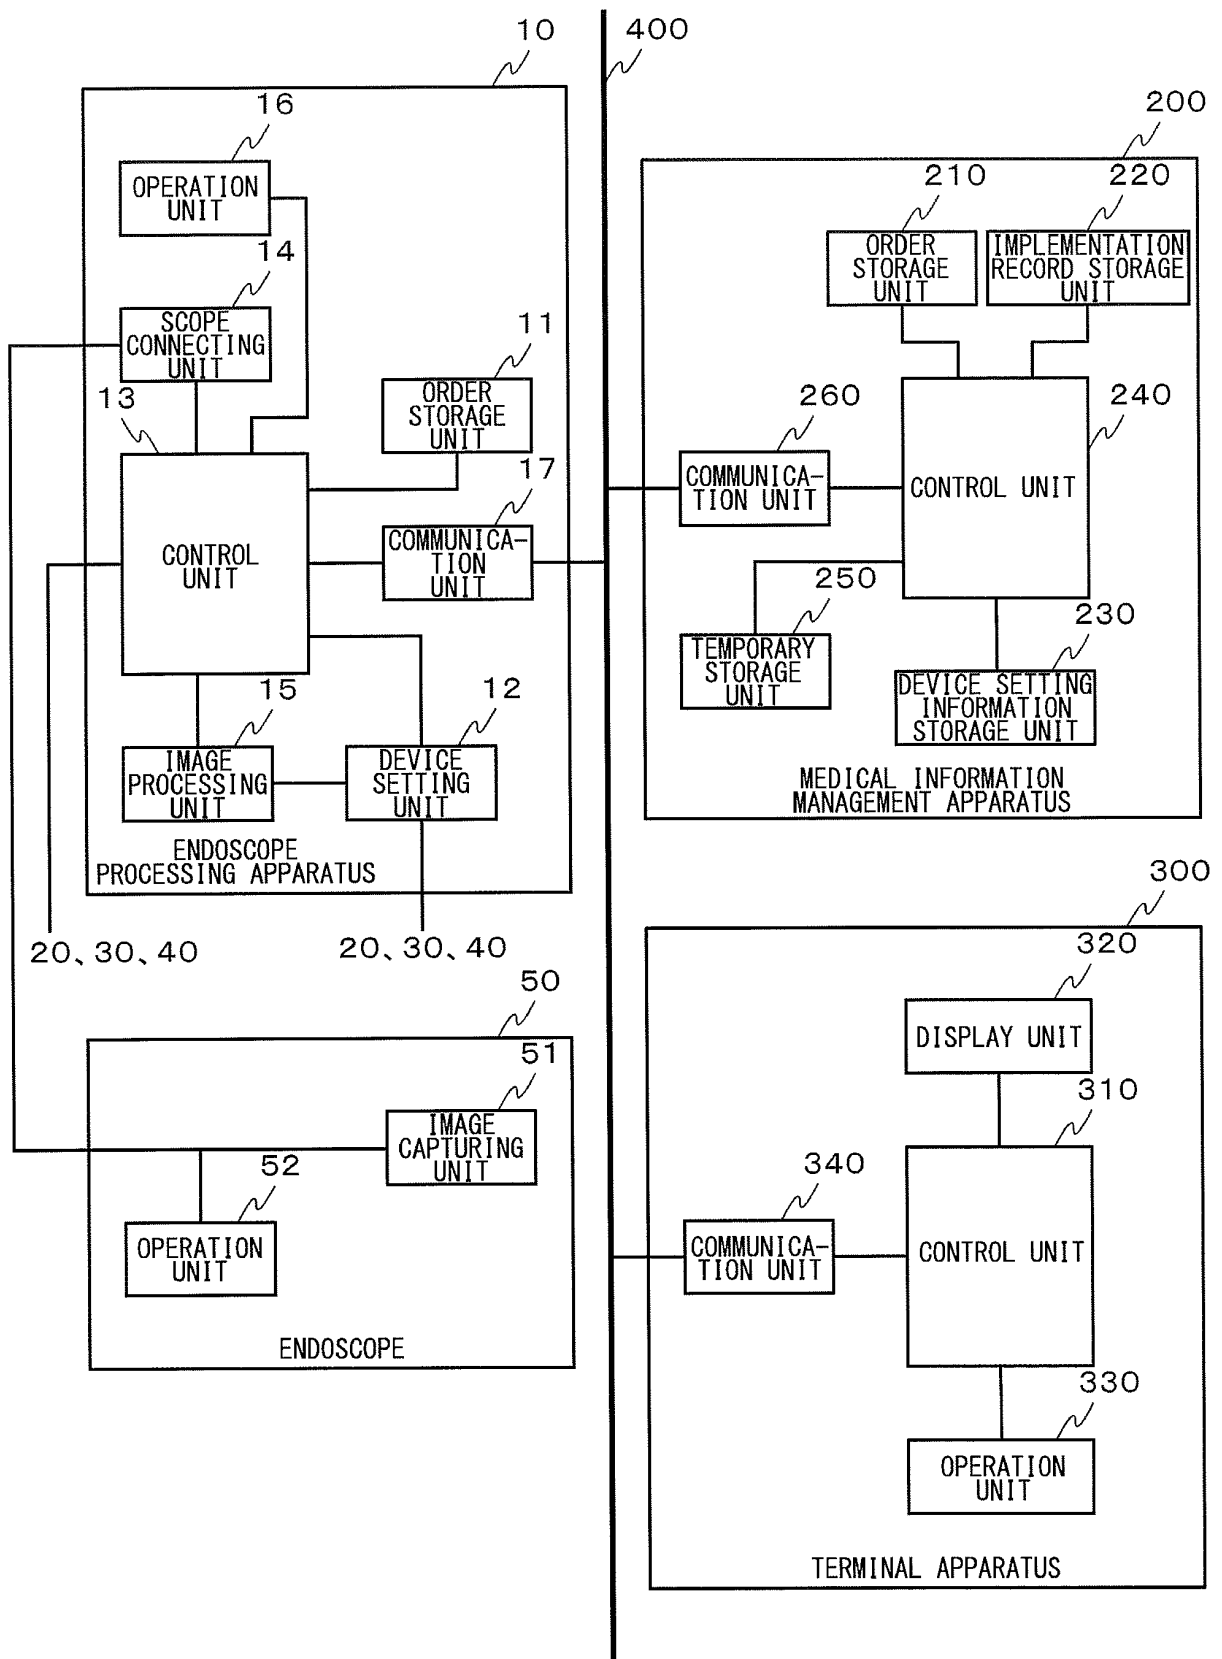 10
400
16
OPERATION
UNIT
14
SCOPE
CONNECTING
UNIT
11
ORDER
STORAGE
UNIT
13
17
CONTROL
UNIT
COMMUNICA-
TION
UNIT
15
12
IMAGE
PROCESSING
UNIT
DEVICE
SETTING
UNIT
ENDOSCOPE
PROCESSING APPARATUS
20、30、40
20、30、40
50
51
IMAGE
CAPTURING
UNIT
52
OPERATION
UNIT
ENDOSCOPE
200
210
220
ORDER
STORAGE
UNIT
IMPLEMENTATION
RECORD STORAGE
UNIT
260
240
COMMUNICA-
TION UNIT
CONTROL UNIT
250
230
TEMPORARY
STORAGE
UNIT
DEVICE SETTING
INFORMATION
STORAGE UNIT
MEDICAL INFORMATION
MANAGEMENT APPARATUS
300
320
DISPLAY UNIT
310
340
COMMUNICA-
TION UNIT
CONTROL UNIT
330
OPERATION
UNIT
TERMINAL APPARATUS